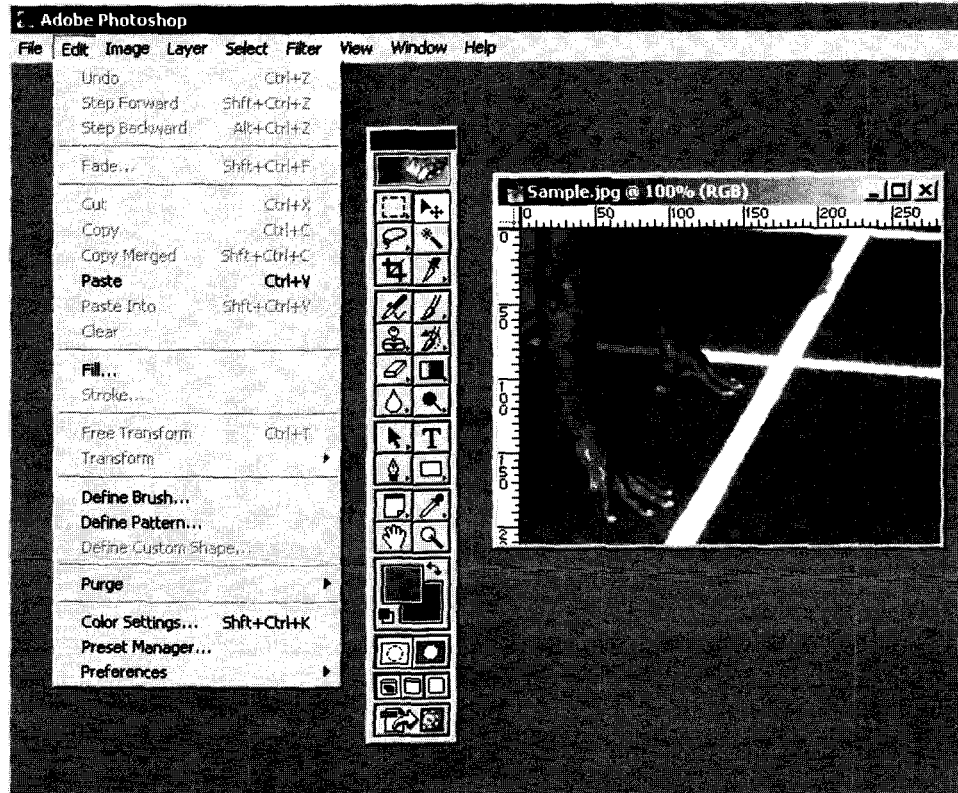 Adobe Photoshop
File Edit Image Layer Select Filter View Window Help
Undo Ctrl+Z
Step Forward Shft+Ctrl+Z
Step Backward Alt+Ctrl+Z
Fade... Shft+Ctrl+F
Cut Ctrl+X
Copy Ctrl+C
Copy Merged Shft+Ctrl+C
Paste Ctrl+V
Paste Into Shft+Ctrl+V
Clear
Fill...
Stroke...
Free Transform Ctrl+T
Transform
Define Brush...
Define Pattern...
Define Custom Shape...
Purge
Color Settings... Shft+Ctrl+K
Preset Manager...
Preferences
T
Sample.jpg @ 100% (RGB)
0 50 100 150 200 250
0
50
100
150
2